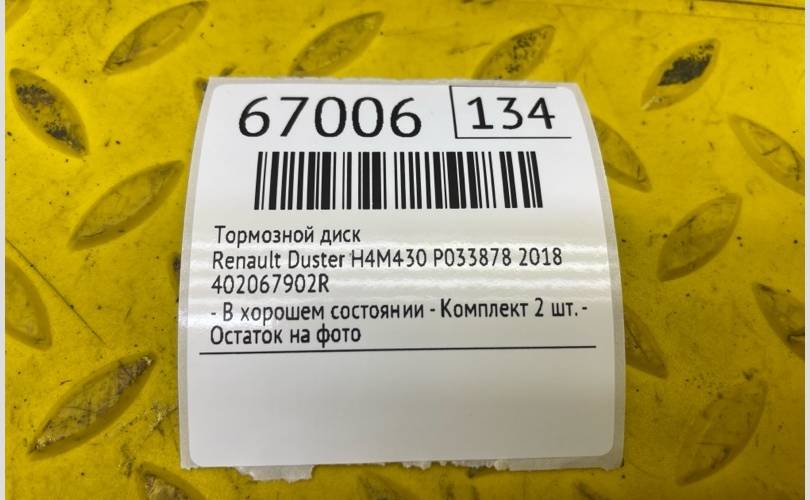 67006 134
Тормозной диск
Renault Duster H4M430 P033878 2018
402067902R
- В хорошем состоянии - Комплект 2 шт. -
Остаток на фото